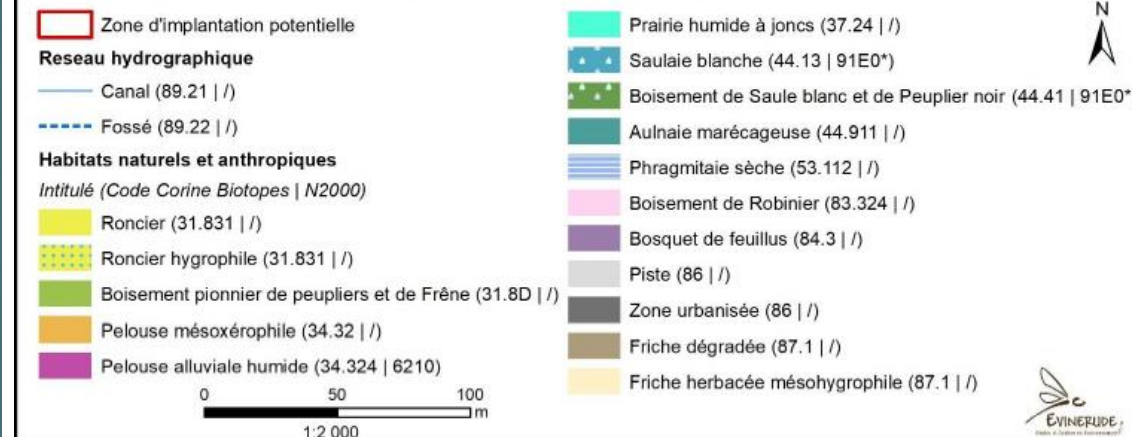 Zone d'implantation potentielle
Reseau hydrographique
Canal (89.21 | /)
Fossé (89.22 | /)
Habitats naturels et anthropiques
Intitulé (Code Corine Biotopes | N2000)
Roncier (31.831 | /)
Roncier hygrophile (31.831 | /)
Boisement pionnier de peupliers et de Frêne (31.8D | /)
Pelouse mésoxérophile (34.32 | /)
Pelouse alluviale humide (34.324 | 6210)
0 50 100
m
1:2 000
Prairie humide à joncs (37.24 | /)
Saulaie blanche (44.13 | 91E0*)
Boisement de Saule blanc et de Peuplier noir (44.41 | 91E0*
Aulnaie marécageuse (44.911 | /)
Phragmitaie sèche (53.112 | /)
Boisement de Robinier (83.324 | /)
Bosquet de feuillus (84.3 | /)
Piste (86 | /)
Zone urbanisée (86 | /)
Friche dégradée (87.1 | /)
Friche herbacée mésohygrophile (87.1 | /)
N
EVINERUDE